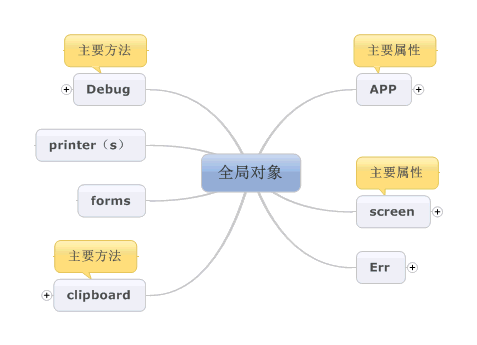 主要方法
Debug
printer（s）
forms
主要方法
clipboard
全局对象
主要属性
APP
主要属性
screen
Err